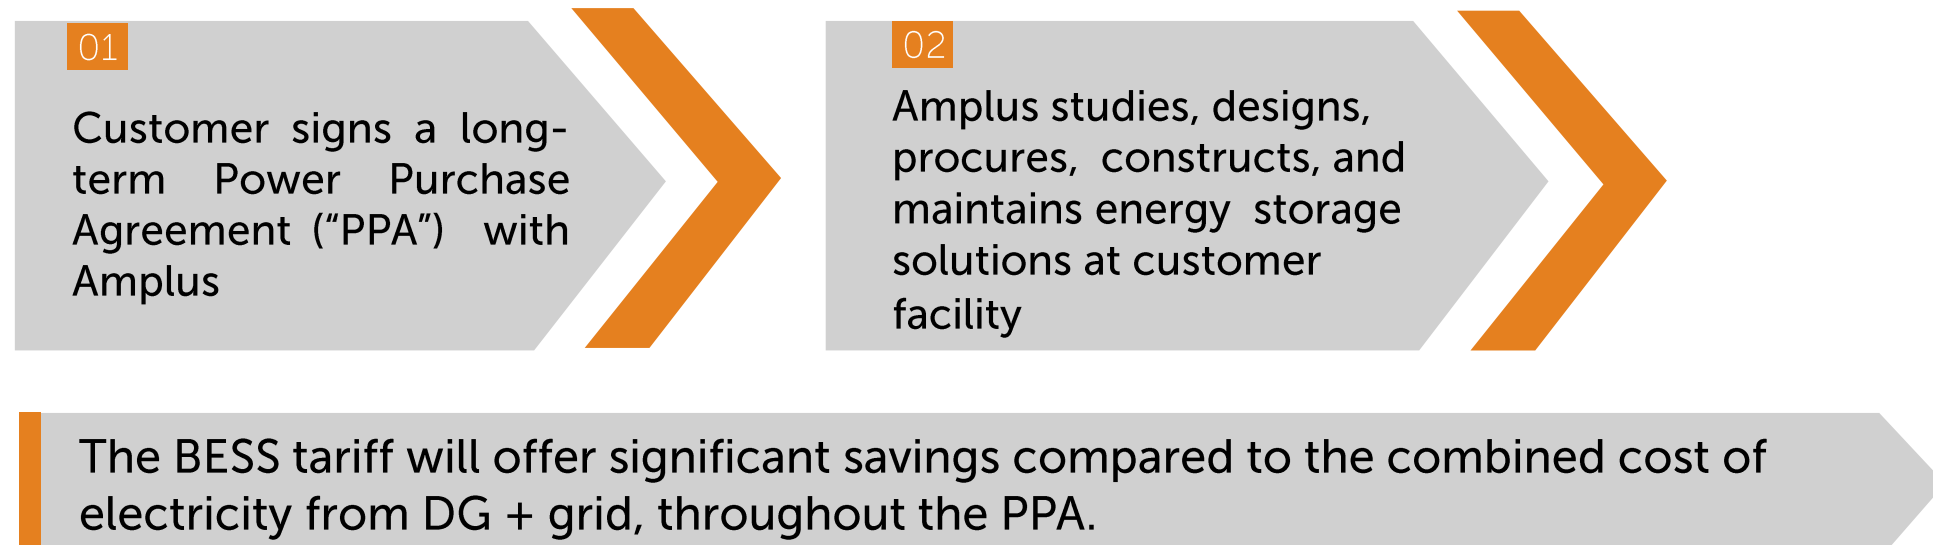 01
Customer signs a long-
term Power Purchase
Agreement (“PPA”) with
Amplus
02
Amplus studies, designs,
procures, constructs, and
maintains energy storage
solutions at customer
facility
The BESS tariff will offer significant savings compared to the combined cost of
electricity from DG + grid, throughout the PPA.